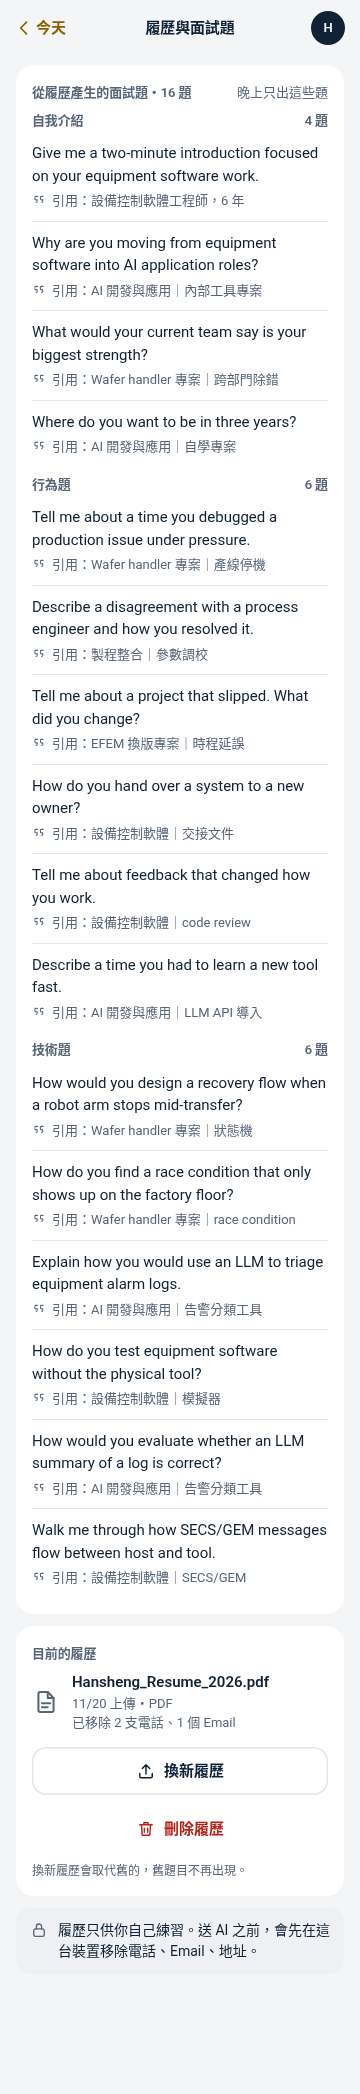 今天
履歷與面試題
H
從履歷產生的面試題・16 題
晚上只出這些題
自我介紹
4 題
Give me a two-minute introduction focused
on your equipment software work.
引用：設備控制軟體工程師，6 年
Why are you moving from equipment
software into AI application roles?
引用：AI 開發與應用｜內部工具專案
What would your current team say is your
biggest strength?
引用：Wafer handler 專案｜跨部門除錯
Where do you want to be in three years?
引用：AI 開發與應用｜自學專案
行為題
6 題
Tell me about a time you debugged a
production issue under pressure.
引用：Wafer handler 專案｜產線停機
Describe a disagreement with a process
engineer and how you resolved it.
引用：製程整合｜參數調校
Tell me about a project that slipped. What
did you change?
引用：EFEM 換版專案｜時程延誤
How do you hand over a system to a new
owner?
引用：設備控制軟體｜交接文件
Tell me about feedback that changed how
you work.
引用：設備控制軟體｜code review
Describe a time you had to learn a new tool
fast.
引用：AI 開發與應用｜LLM API 導入
技術題
6 題
How would you design a recovery flow when
a robot arm stops mid-transfer?
引用：Wafer handler 專案｜狀態機
How do you find a race condition that only
shows up on the factory floor?
引用：Wafer handler 專案｜race condition
Explain how you would use an LLM to triage
equipment alarm logs.
引用：AI 開發與應用｜告警分類工具
How do you test equipment software
without the physical tool?
引用：設備控制軟體｜模擬器
How would you evaluate whether an LLM
summary of a log is correct?
引用：AI 開發與應用｜告警分類工具
Walk me through how SECS/GEM messages
flow between host and tool.
引用：設備控制軟體｜SECS/GEM
目前的履歷
Hansheng_Resume_2026.pdf
11/20 上傳・PDF
已移除 2 支電話、1 個 Email
換新履歷
刪除履歷
換新履歷會取代舊的，舊題目不再出現。
履歷只供你自己練習。送 AI 之前，會先在這
台裝置移除電話、Email、地址。